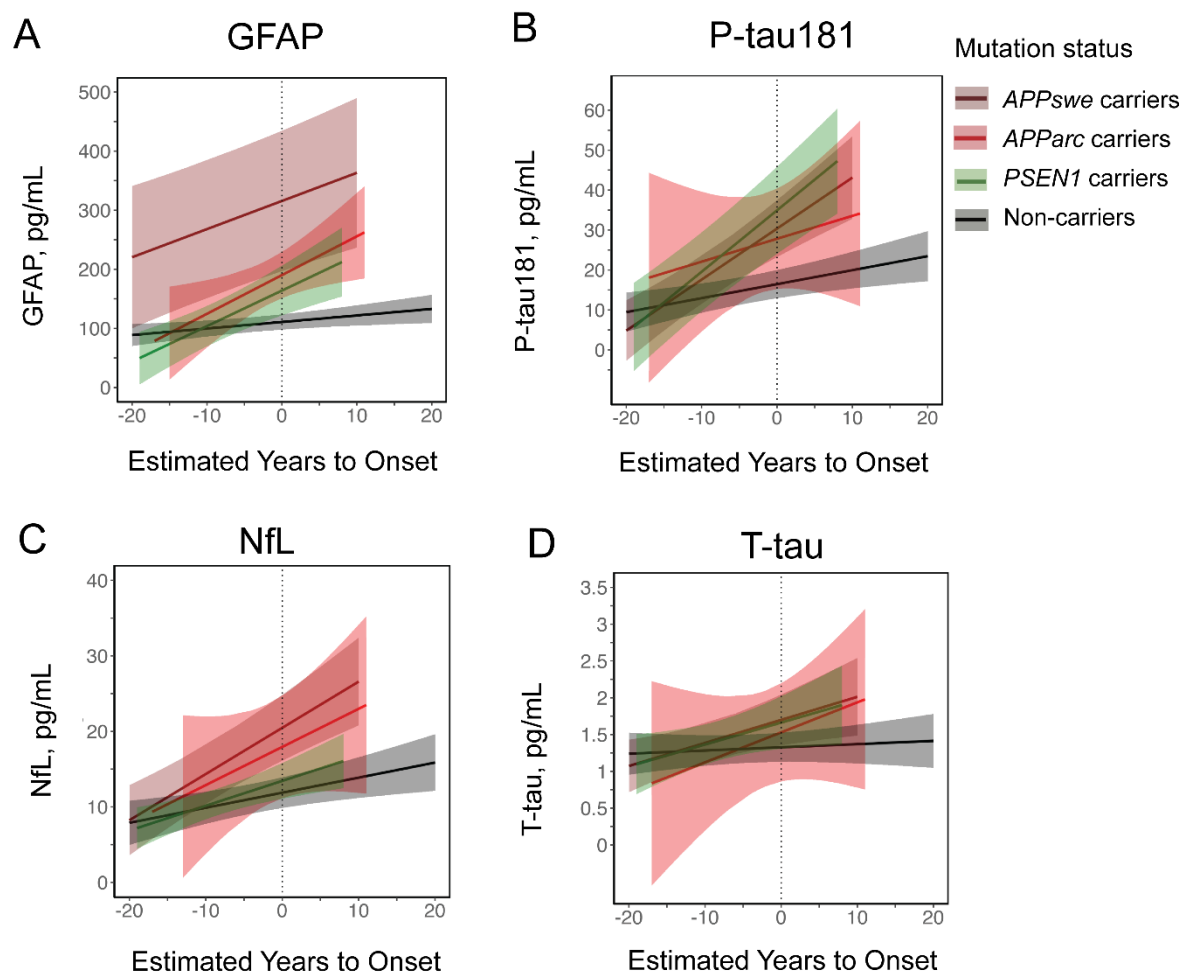 A
GFAP
GFAP, pg/mL
500
400
300
200
100
0
-20
-10
0
10
20
Estimated Years to Onset
B
P-tau181
P-tau181, pg/mL
60
50
40
30
20
10
0
-20
-10
0
10
20
Estimated Years to Onset
Mutation status
APPswe carriers
APParc carriers
PSEN1 carriers
Non-carriers
C
NfL
NfL, pg/mL
40
30
20
10
0
-20
-10
0
10
20
Estimated Years to Onset
D
T-tau
T-tau, pg/mL
3.5
3
2.5
2
1.5
1
0.5
0
-20
-10
0
10
20
Estimated Years to Onset